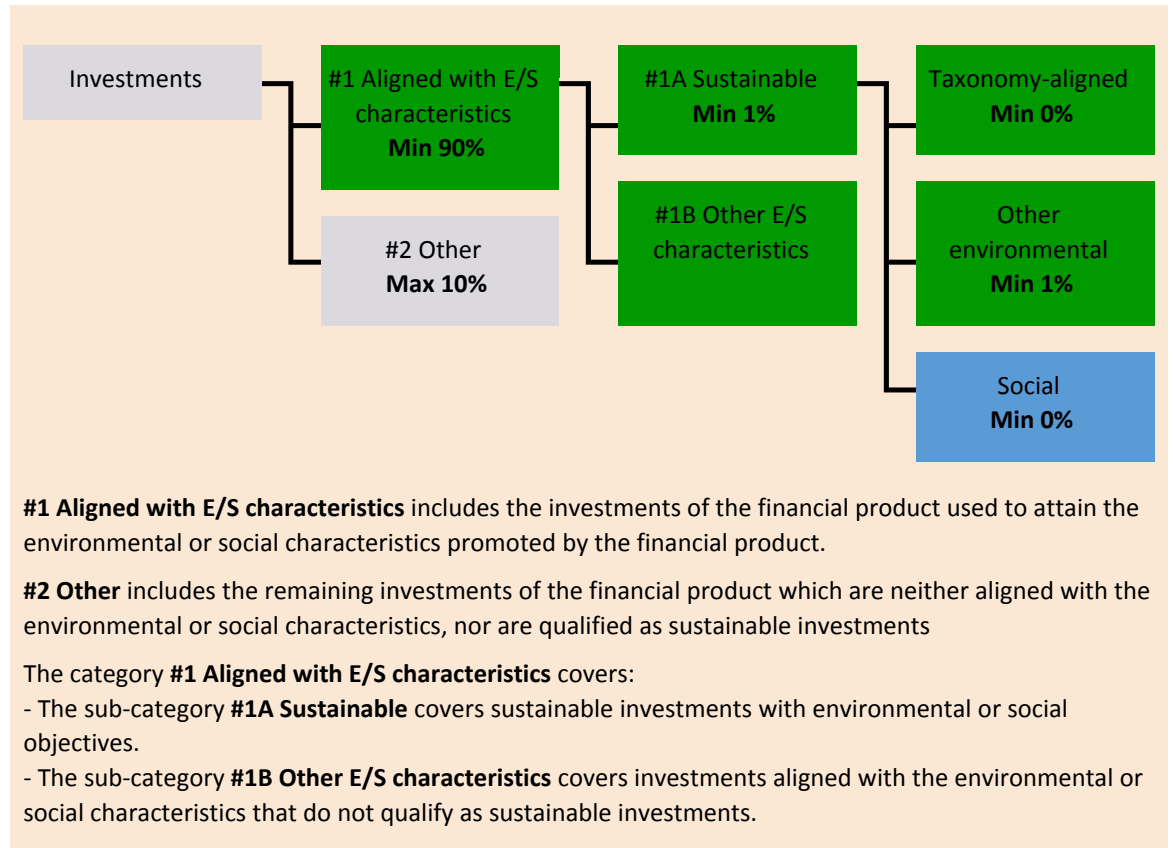 Investments
#1 Aligned with E/S
characteristics
Min 90%
#2 Other
Max 10%
#1A Sustainable
Min 1%
#1B Other E/S
characteristics
Taxonomy-aligned
Min 0%
Other
environmental
Min 1%
Social
Min 0%
#1 Aligned with E/S characteristics includes the investments of the financial product used to attain the
environmental or social characteristics promoted by the financial product.
#2 Other includes the remaining investments of the financial product which are neither aligned with the
environmental or social characteristics, nor are qualified as sustainable investments
The category #1 Aligned with E/S characteristics covers:
- The sub-category #1A Sustainable covers sustainable investments with environmental or social
objectives.
- The sub-category #1B Other E/S characteristics covers investments aligned with the environmental or
social characteristics that do not qualify as sustainable investments.